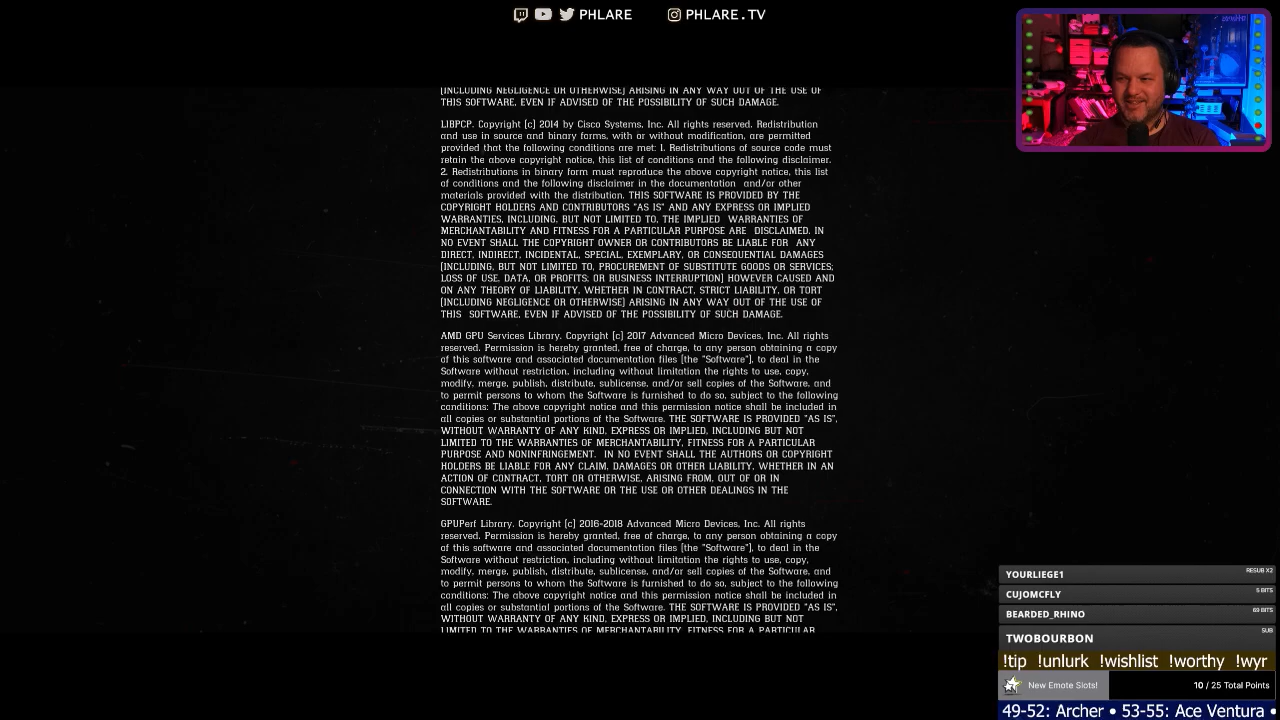 PHLARE PHLARE.TV
[INCLUDING NEGLIGENCE OR OTHERWISE] ARISING IN ANY WAY OUT OF THE USE OF
THIS SOFTWARE, EVEN IF ADVISED OF THE POSSIBILITY OF SUCH DAMAGE.
LIBPCP. Copyright [c] 2014 by Cisco Systems, Inc. All rights reserved. Redistribution
and use in source and binary forms, with or without modification, are permitted
provided that the following conditions are met: 1. Redistributions of source code must
retain the above copyright notice, this list of conditions and the following disclaimer.
2. Redistributions in binary form must reproduce the above copyright notice, this list
of conditions and the following disclaimer in the documentation and/or other
materials provided with the distribution. THIS SOFTWARE IS PROVIDED BY THE
COPYRIGHT HOLDERS AND CONTRIBUTORS "AS IS" AND ANY EXPRESS OR IMPLIED
WARRANTIES, INCLUDING, BUT NOT LIMITED TO, THE IMPLIED WARRANTIES OF
MERCHANTABILITY AND FITNESS FOR A PARTICULAR PURPOSE ARE DISCLAIMED. IN
NO EVENT SHALL THE COPYRIGHT OWNER OR CONTRIBUTORS BE LIABLE FOR ANY
DIRECT, INDIRECT, INCIDENTAL, SPECIAL, EXEMPLARY, OR CONSEQUENTIAL DAMAGES
[INCLUDING, BUT NOT LIMITED TO, PROCUREMENT OF SUBSTITUTE GOODS OR SERVICES;
LOSS OF USE, DATA, OR PROFITS; OR BUSINESS INTERRUPTION] HOWEVER CAUSED AND
ON ANY THEORY OF LIABILITY, WHETHER IN CONTRACT, STRICT LIABILITY, OR TORT
[INCLUDING NEGLIGENCE OR OTHERWISE] ARISING IN ANY WAY OUT OF THE USE OF
THIS SOFTWARE, EVEN IF ADVISED OF THE POSSIBILITY OF SUCH DAMAGE.
AMD GPU Services Library. Copyright [c] 2017 Advanced Micro Devices, Inc. All rights
reserved. Permission is hereby granted, free of charge, to any person obtaining a copy
of this software and associated documentation files [the "Software"], to deal in the
Software without restriction, including without limitation the rights to use, copy,
modify, merge, publish, distribute, sublicense, and/or sell copies of the Software, and
to permit persons to whom the Software is furnished to do so, subject to the following
conditions: The above copyright notice and this permission notice shall be included in
all copies or substantial portions of the Software. THE SOFTWARE IS PROVIDED "AS IS",
WITHOUT WARRANTY OF ANY KIND, EXPRESS OR IMPLIED, INCLUDING BUT NOT
LIMITED TO THE WARRANTIES OF MERCHANTABILITY, FITNESS FOR A PARTICULAR
PURPOSE AND NONINFRINGEMENT. IN NO EVENT SHALL THE AUTHORS OR COPYRIGHT
HOLDERS BE LIABLE FOR ANY CLAIM, DAMAGES OR OTHER LIABILITY, WHETHER IN AN
ACTION OF CONTRACT, TORT OR OTHERWISE, ARISING FROM, OUT OF OR IN
CONNECTION WITH THE SOFTWARE OR THE USE OR OTHER DEALINGS IN THE
SOFTWARE.
GPUPerf Library. Copyright [c] 2016-2018 Advanced Micro Devices, Inc. All rights
reserved. Permission is hereby granted, free of charge, to any person obtaining a copy
of this software and associated documentation files [the "Software"], to deal in the
Software without restriction, including without limitation the rights to use, copy,
modify, merge, publish, distribute, sublicense, and/or sell copies of the Software, and
to permit persons to whom the Software is furnished to do so, subject to the following
conditions: The above copyright notice and this permission notice shall be included in
all copies or substantial portions of the Software. THE SOFTWARE IS PROVIDED "AS IS",
WITHOUT WARRANTY OF ANY KIND, EXPRESS OR IMPLIED, INCLUDING BUT NOT
LIMITED TO THE WARRANTIES OF MERCHANTABILITY, FITNESS FOR A PARTICULAR
YOURLIEGE1 RESUB X2
CUJOMCFLY 5 BITS
BEARDED_RHINO 69 BITS
TWOBOURBON SUB
!tip !unlurk !wishlist !worthy !wyr
New Emote Slots! 10 / 25 Total Points
49-52: Archer • 53-55: Ace Ventura •